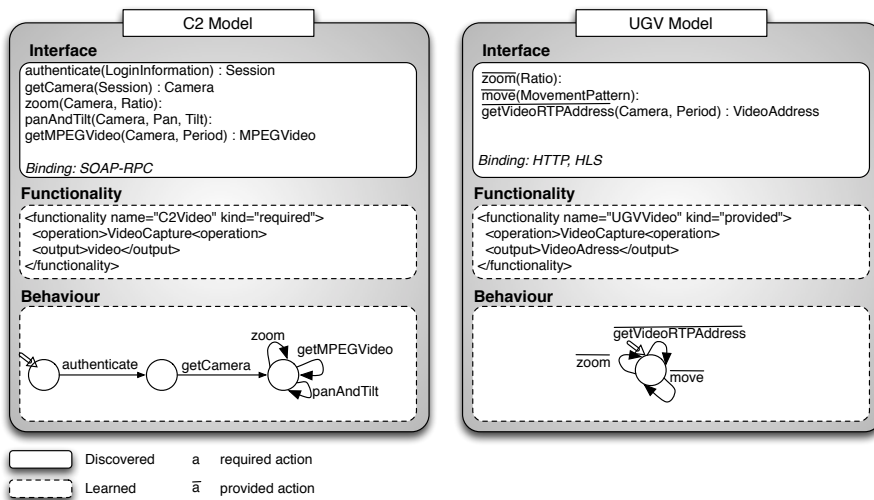 C2 Model
Interface
authenticate(LoginInformation) : Session
getCamera(Session) : Camera
zoom(Camera, Ratio):
panAndTilt(Camera, Pan, Tilt):
getMPEGVideo(Camera, Period) : MPEGVideo
Binding: SOAP-RPC
Functionality
<functionality name="C2Video" kind="required">
<operation>VideoCapture<operation>
<output>video</output>
</functionality>
Behaviour
authenticate
getCamera
zoom
getMPEGVideo
panAndTilt
UGV Model
Interface
zoom(Ratio):
move(MovementPattern):
getVideoRTPAddress(Camera, Period) : VideoAddress
Binding: HTTP, HLS
Functionality
<functionality name="UGVVideo" kind="provided">
<operation>VideoCapture<operation>
<output>VideoAdress</output>
</functionality>
Behaviour
getVideoRTPAddress
zoom
move
Discovered a required action
Learned a̅ provided action